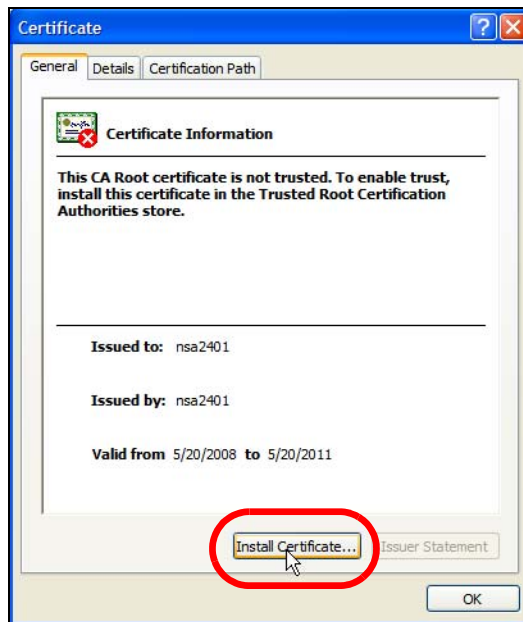 Certificate
General Details Certification Path
Certificate Information
This CA Root certificate is not trusted. To enable trust,
install this certificate in the Trusted Root Certification
Authorities store.
Issued to: nsa2401
Issued by: nsa2401
Valid from 5/20/2008 to 5/20/2011
Install Certificate... Issuer Statement
OK